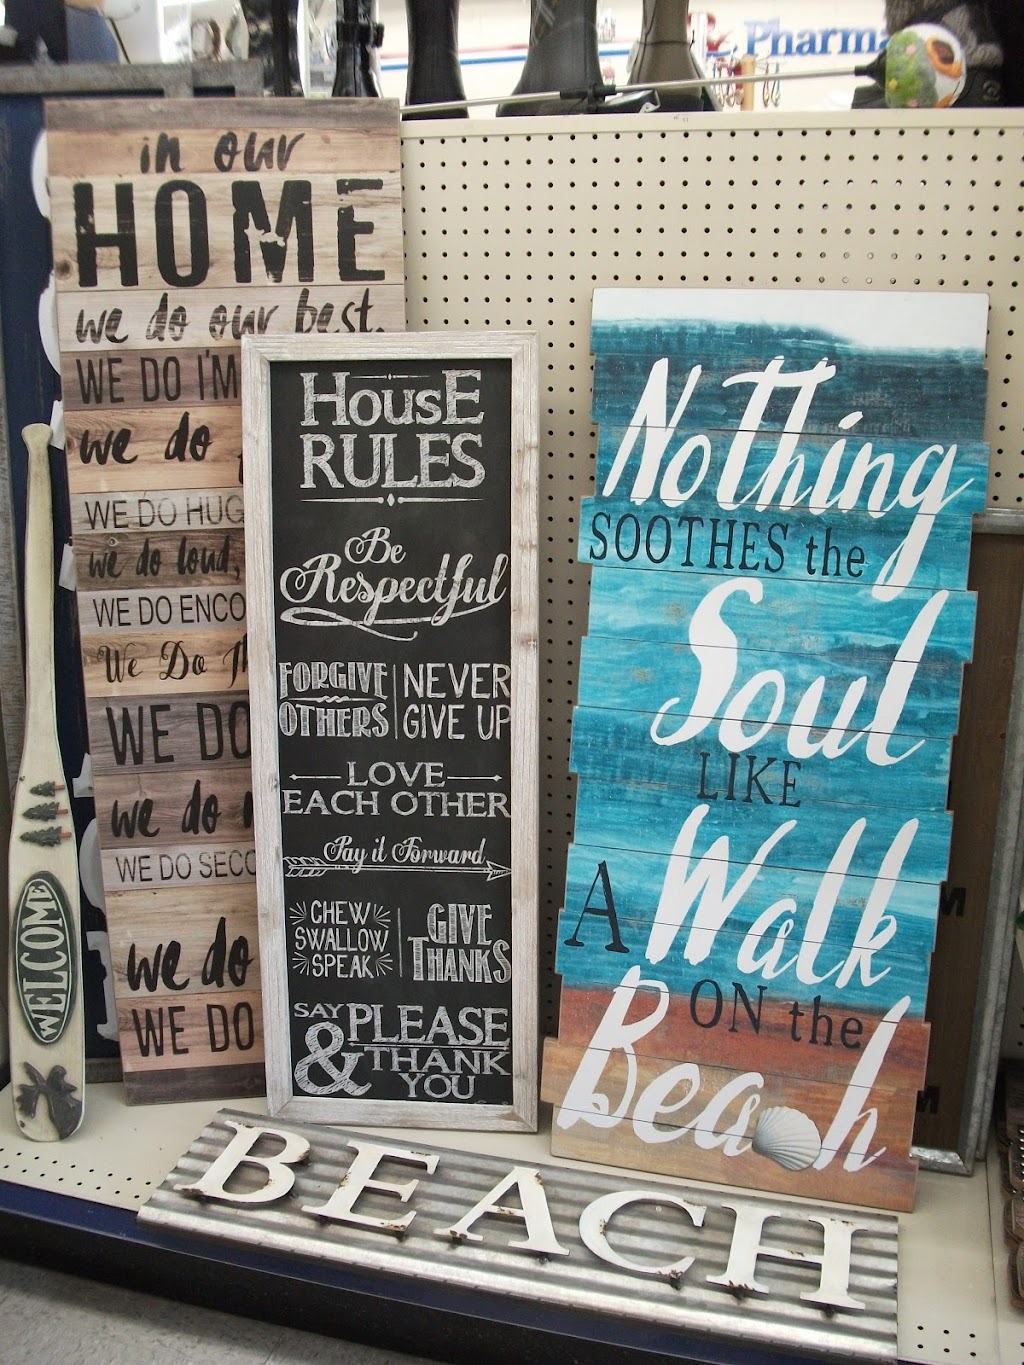 in our
HOME
we do our best.
WE DO I'M
we do
WE DO HUG
we do loud,
WE DO ENCO
We Do
WE DO
we do
WE DO SECO
we do
WE DO
WELCOME
HOUSE
RULES
Be
Respectful
FORGIVE
OTHERS
NEVER
GIVE UP
LOVE
EACH OTHER
Pay it Forward
CHEW
SWALLOW
SPEAK
GIVE
THANKS
SAY
& PLEASE
THANK
YOU
Nothing
SOOTHES the
Soul
LIKE
A Walk
ON the
Beach
BEACH
Pharma